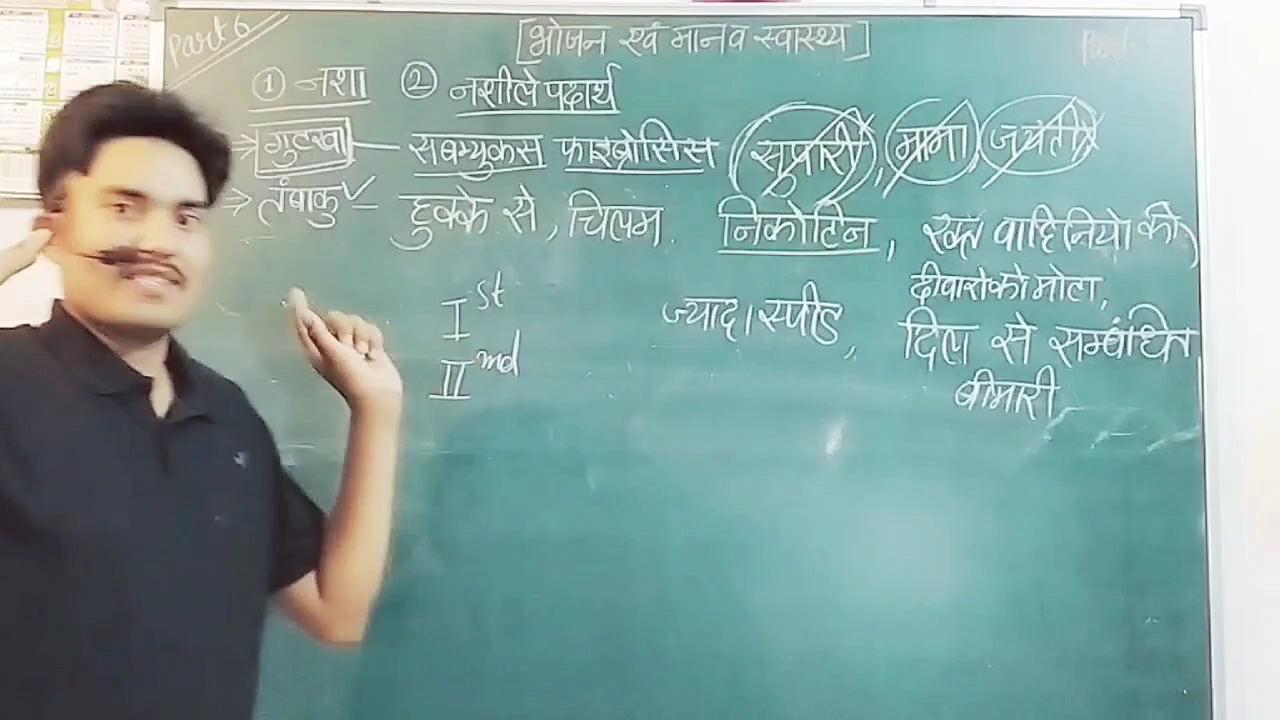 Part 6
[भोजन एवं मानव स्वास्थ्य]
① नशा ② नशीले पदार्थ
→ गुटखा — सबम्युकस फाइब्रोसिस सुपारी,
→ तंबाकु ✓ – हुक्के से, चिलम निकोटिन, रक्त वाहिनियो की
दीवारो को मोटा,
Ist ज्यादा स्पीड, दिल से सम्बंधित
IInd बीमारी